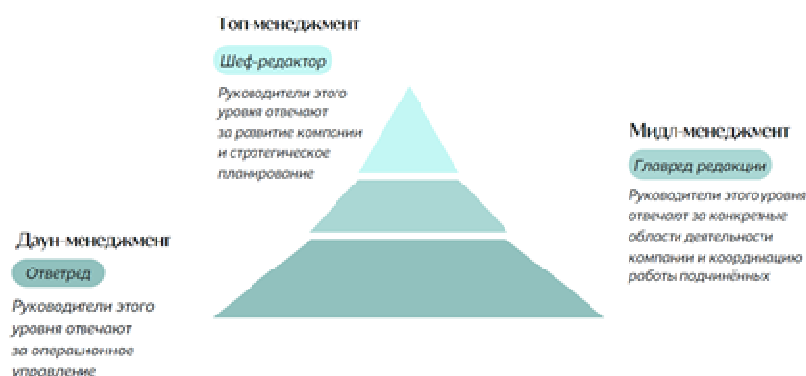 Топ-менеджмент
Шеф-редактор
Руководители этого
уровня отвечают
за развитие компании
и стратегическое
планирование
Мидл-менеджмент
Главред редакции
Руководители этого уровня
отвечают за конкретные
области деятельности
компании и координацию
работы подчинённых
Даун-менеджмент
Ответред
Руководители этого
уровня отвечают
за операционное
управление